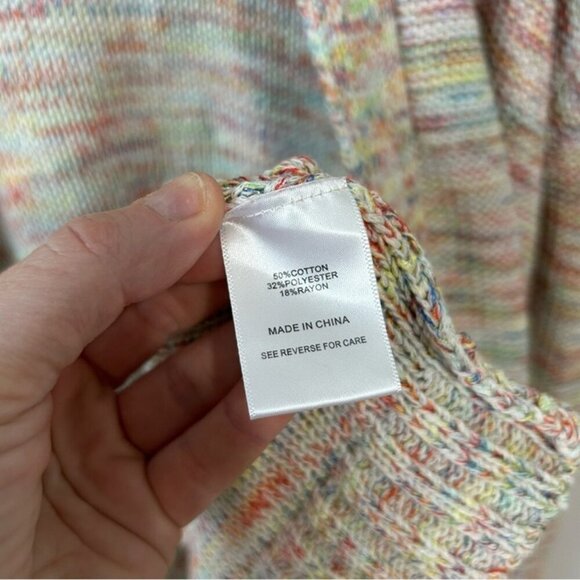 50%COTTON
32%POLYESTER
18%RAYON
MADE IN CHINA
SEE REVERSE FOR CARE